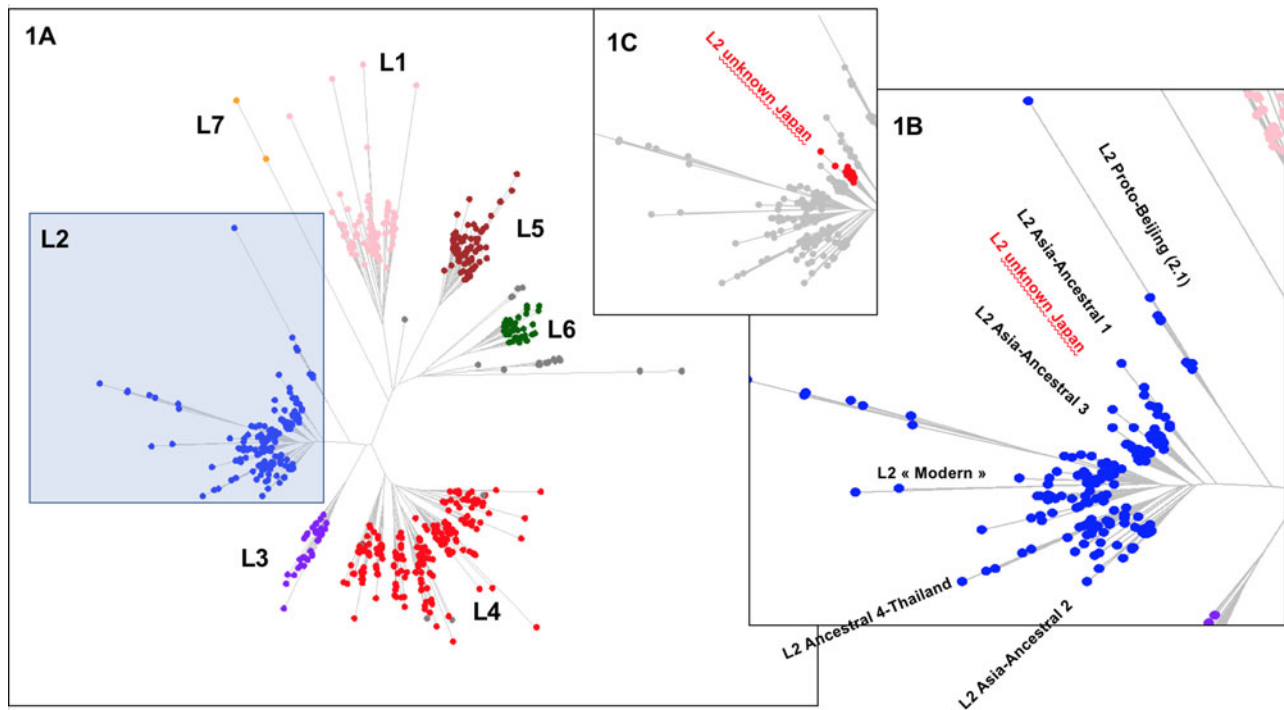 1A
L1
L7
L2
L5
L6
L3
L4
1C
L2 unknown Japan
1B
L2 Proto-Beijing (2.1)
L2 Asia-Ancestral 1
L2 unknown Japan
L2 Asia-Ancestral 3
L2 « Modern »
L2 Ancestral 4-Thailand
L2 Asia-Ancestral 2